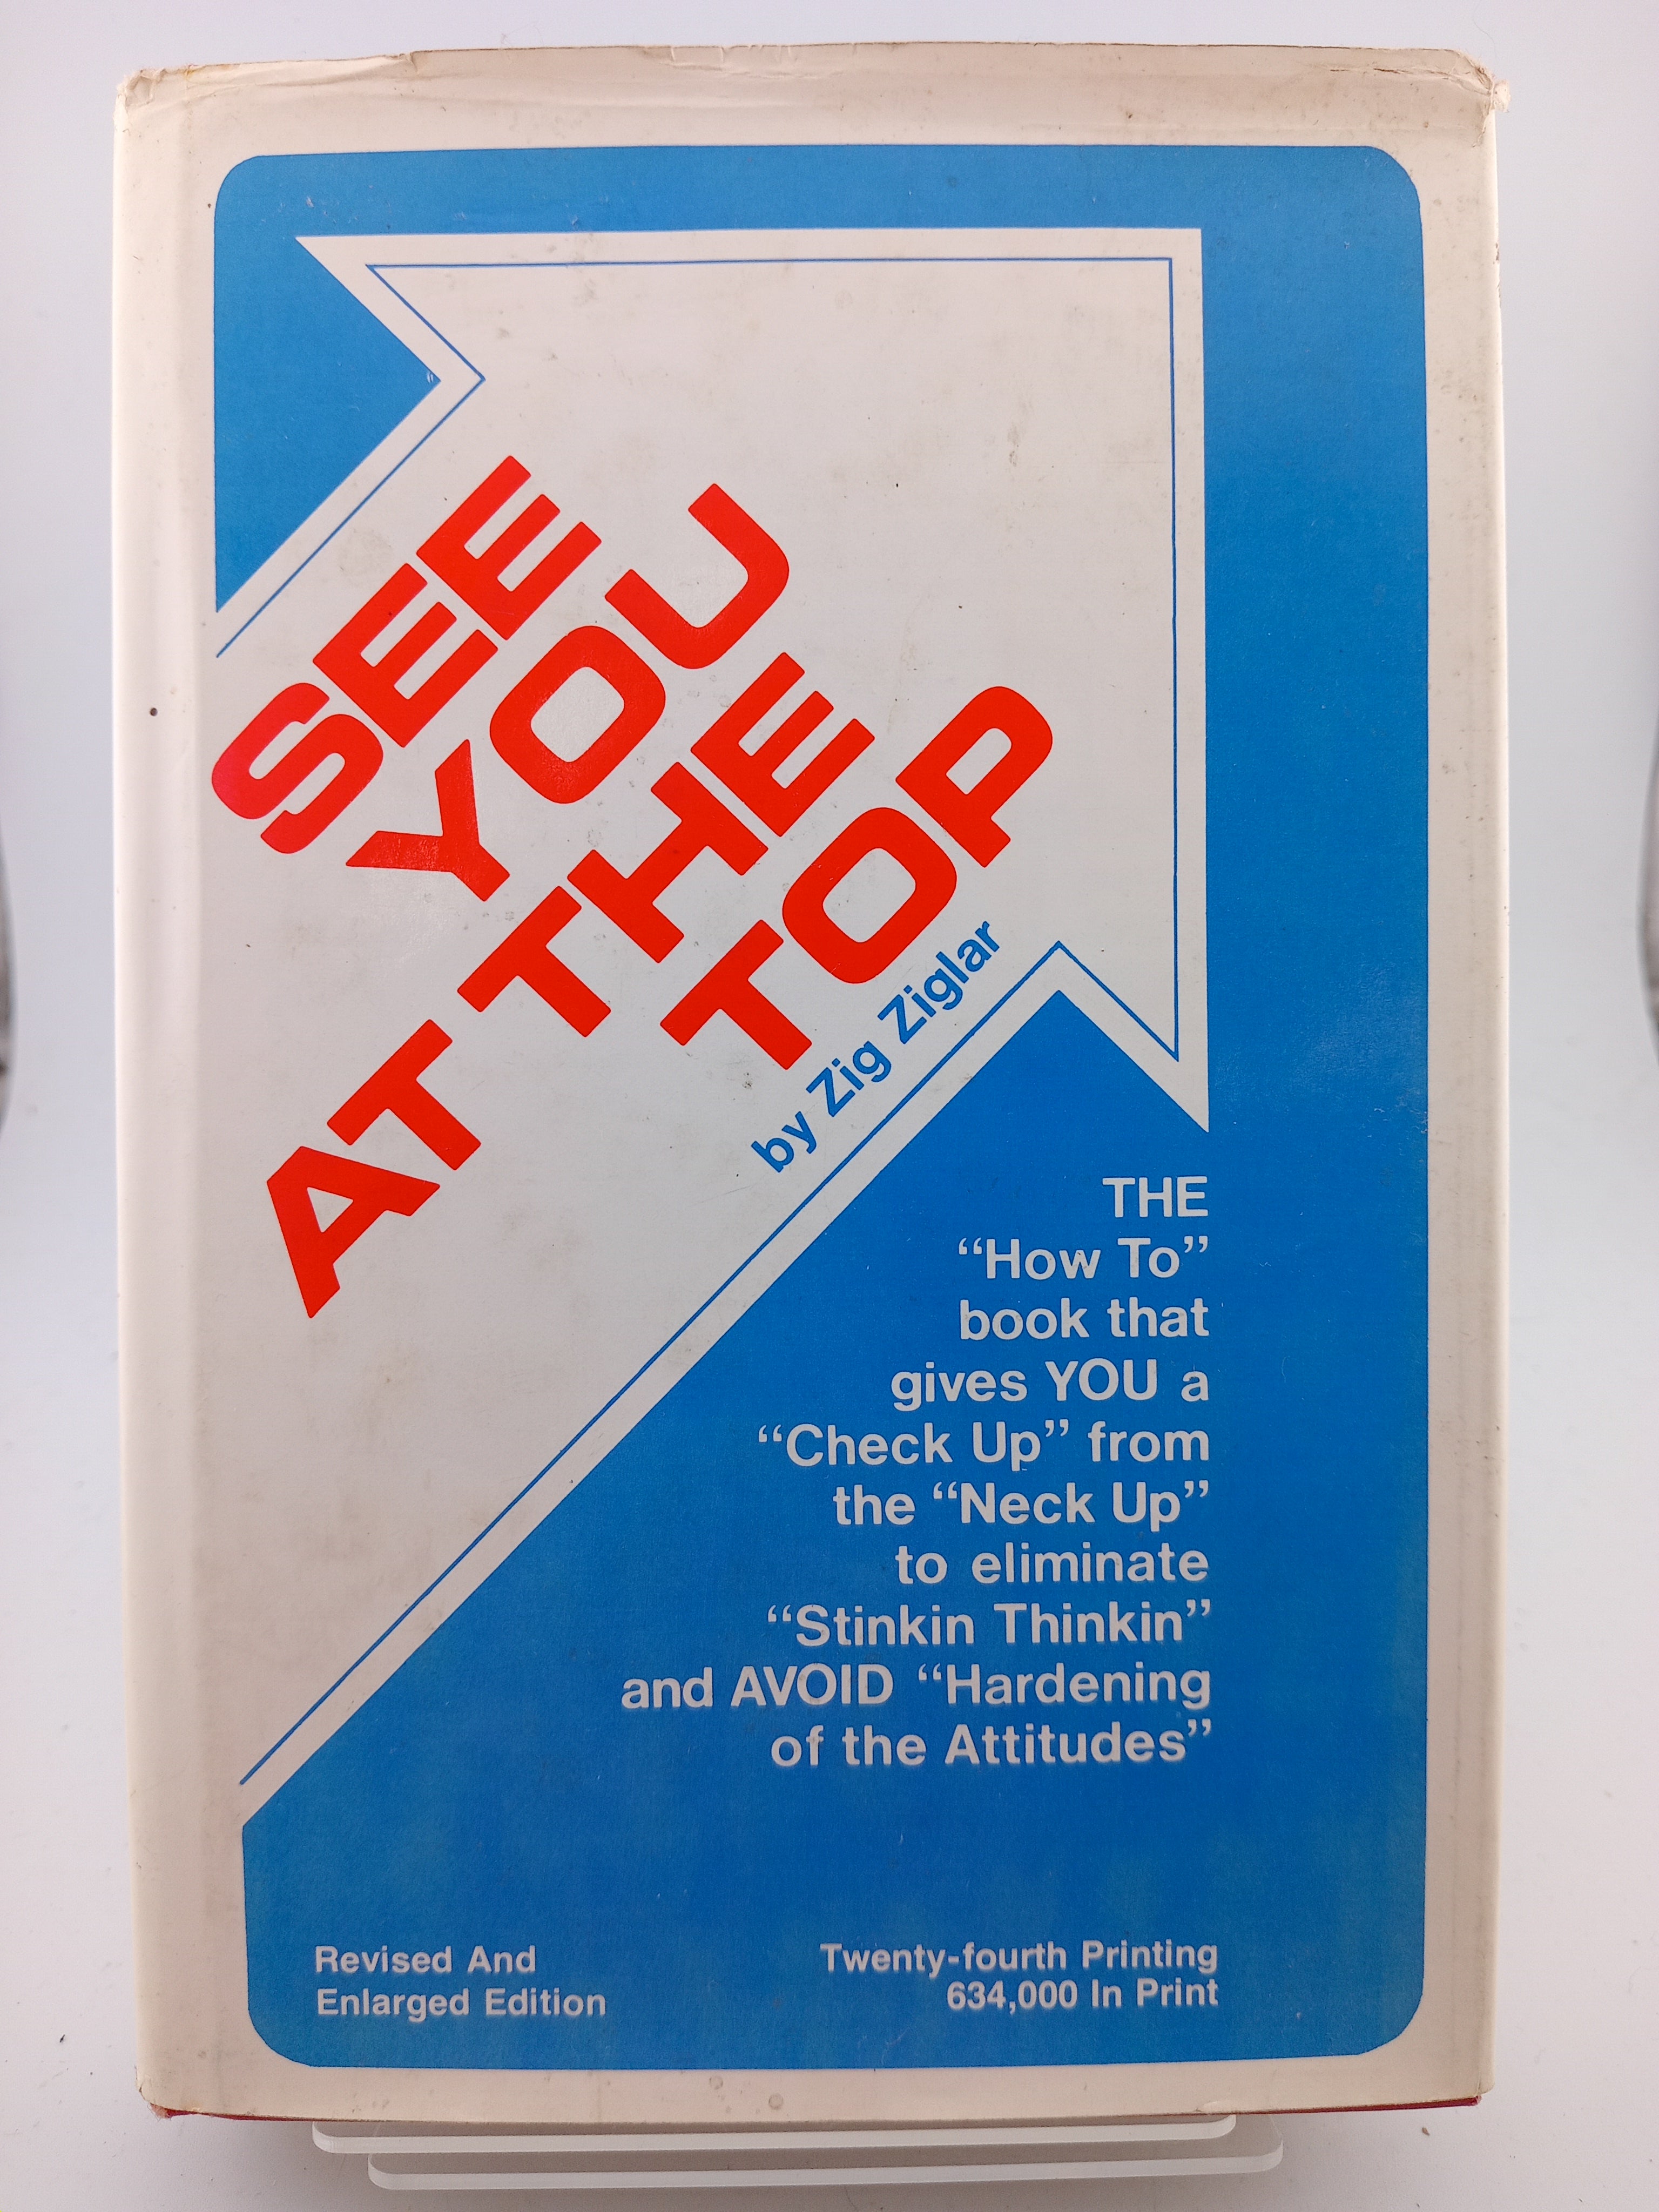 SEE
YOU
AT THE
TOP
by Zig Ziglar
THE
“How To”
book that
gives YOU a
“Check Up” from
the “Neck Up”
to eliminate
“Stinkin Thinkin”
and AVOID “Hardening
of the Attitudes”
Revised And
Enlarged Edition
Twenty-fourth Printing
634,000 In Print